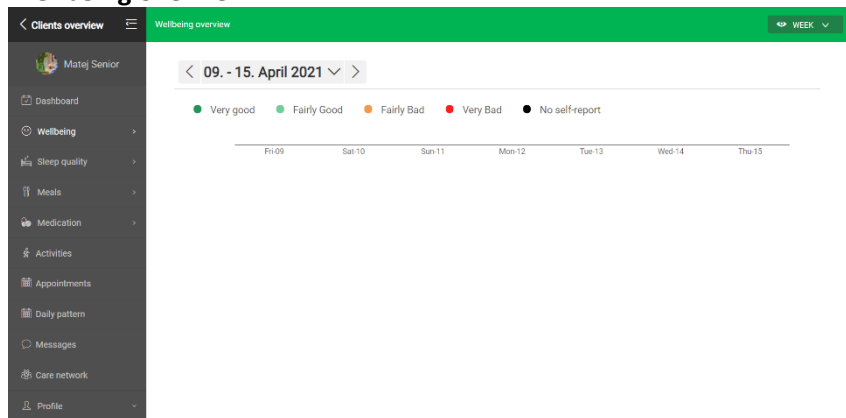 Clients overview
Wellbeing overview
WEEK
Matej Senior
09. - 15. April 2021
Dashboard
Very good Fairly Good Fairly Bad Very Bad No self-report
Wellbeing
Fri-09 Sat-10 Sun-11 Mon-12 Tue-13 Wed-14 Thu-15
Sleep quality
Meals
Medication
Activities
Appointments
Daily pattern
Messages
Care network
Profile